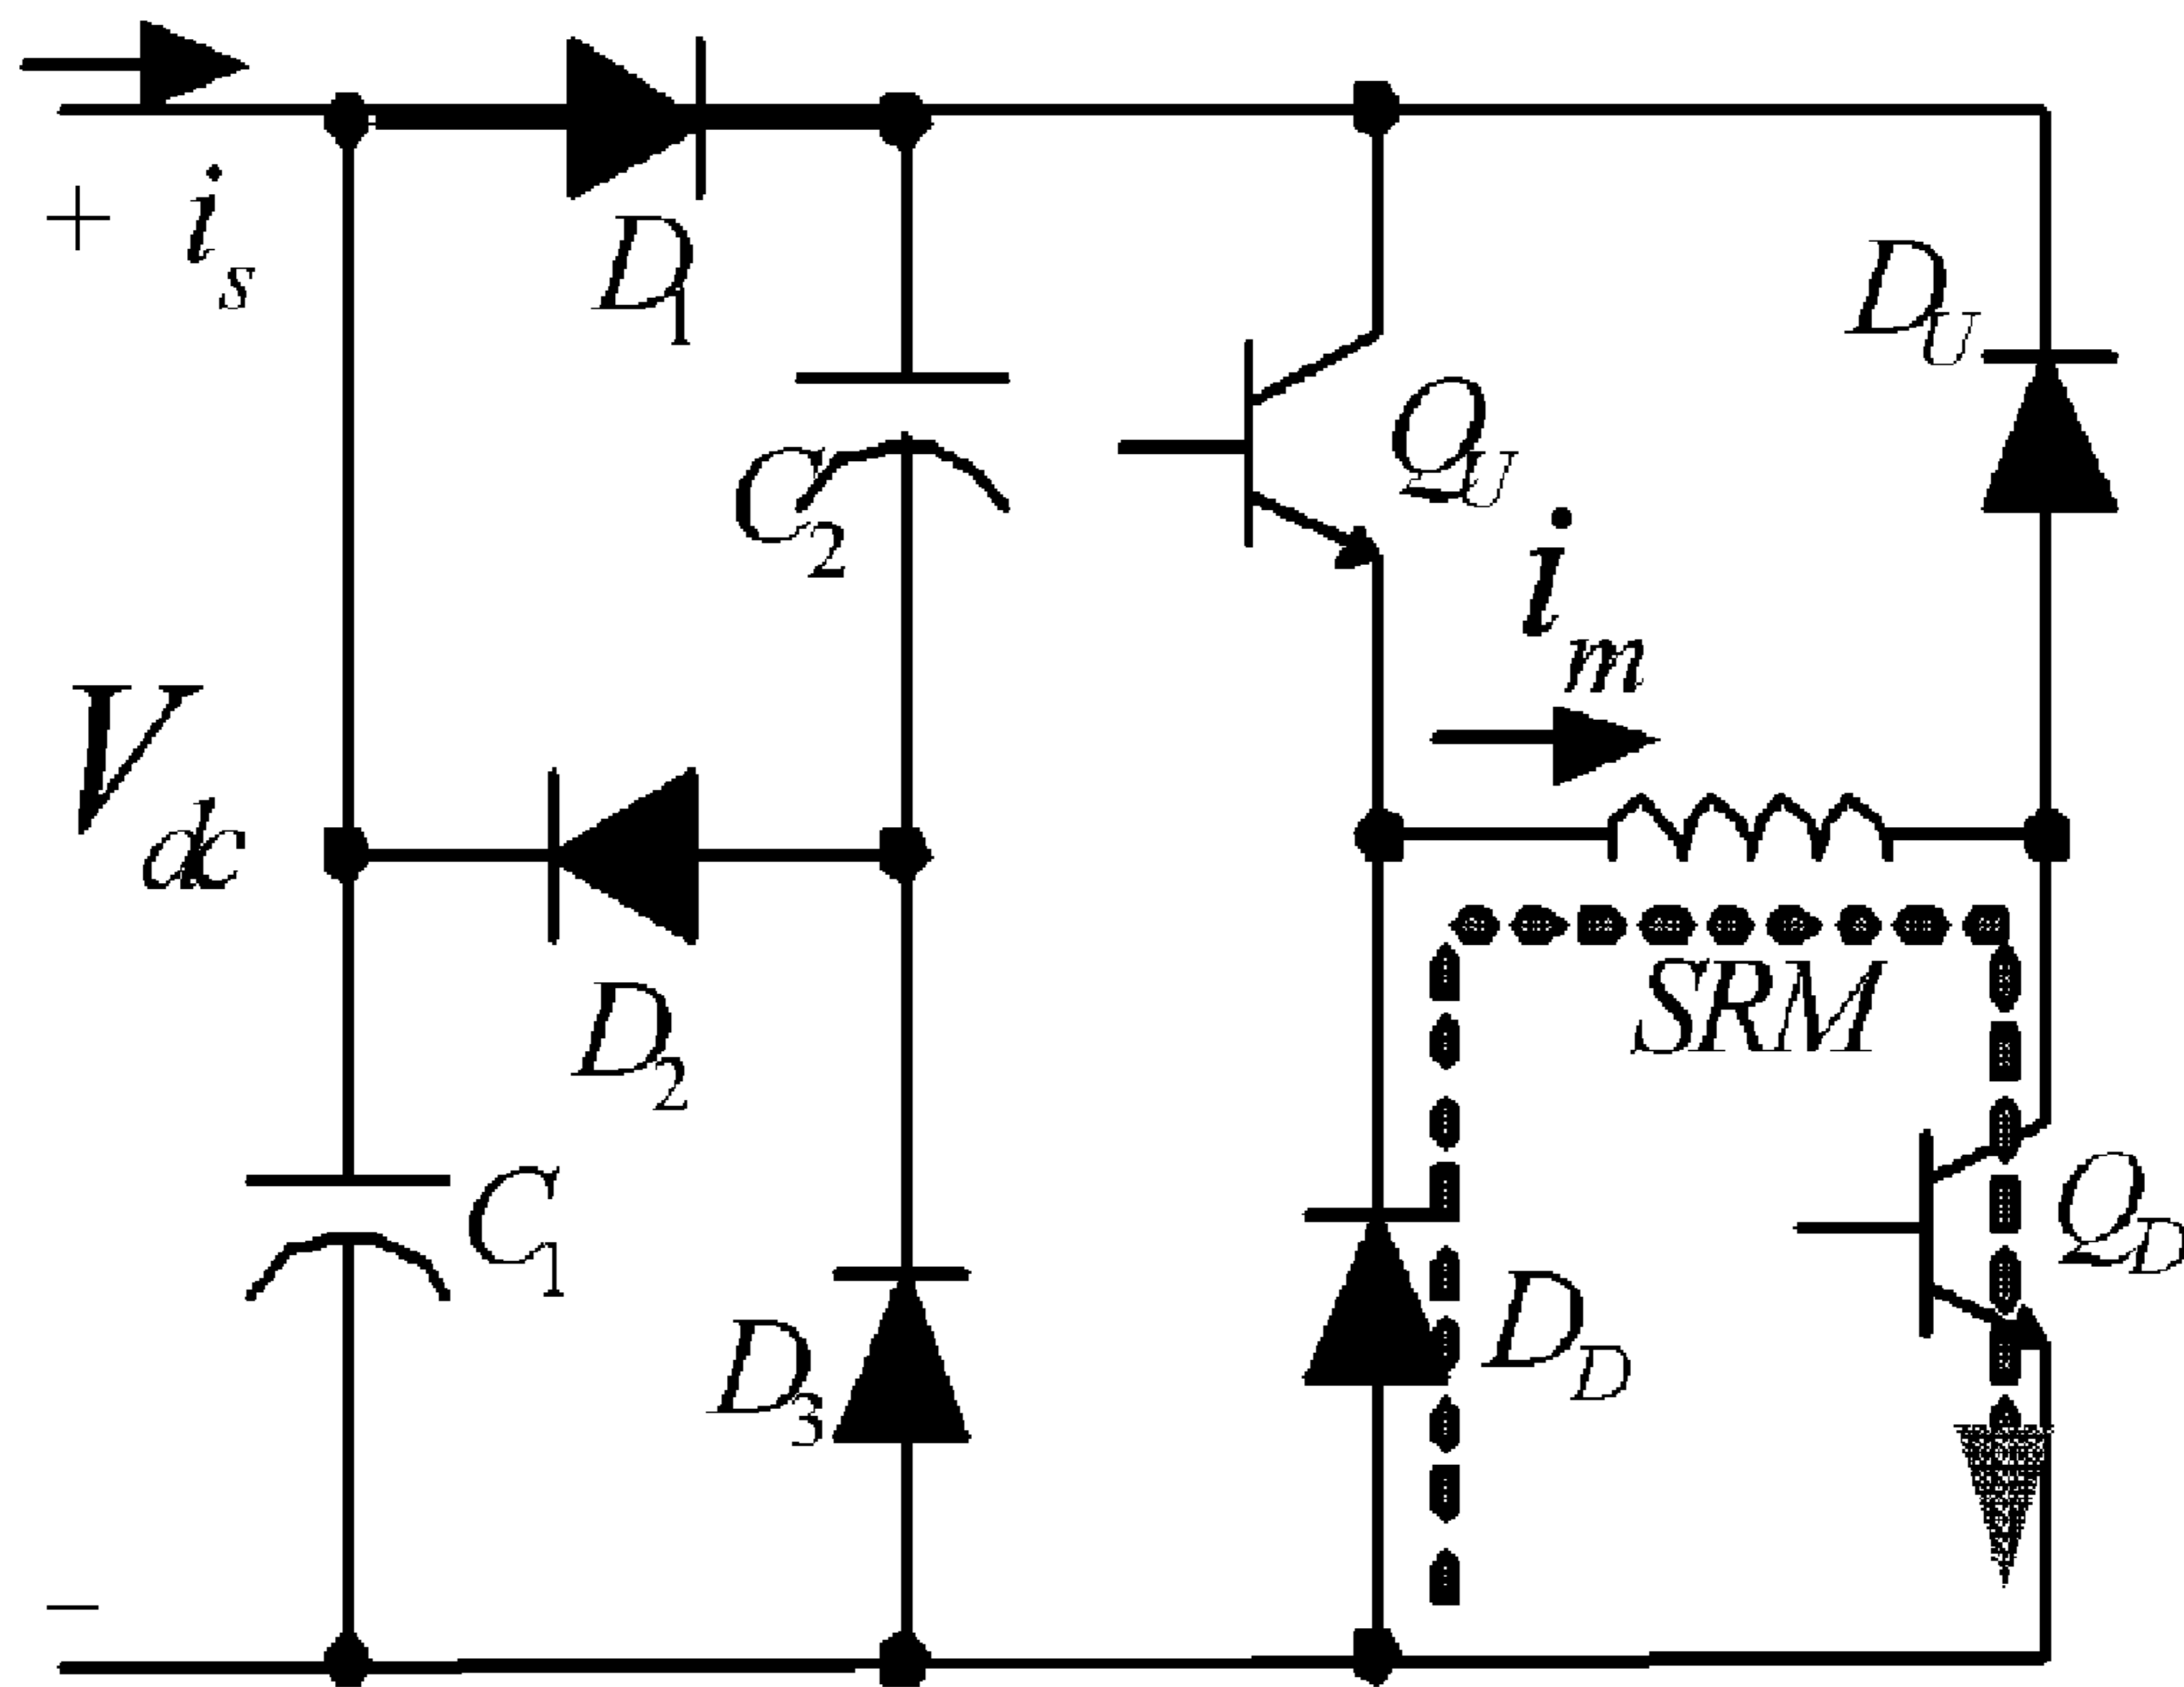 + i_s
D_1
D_U
C_2
Q_U
i_m
V_dc
SRM
D_2
C_1
Q_D
D_3
D_D
−